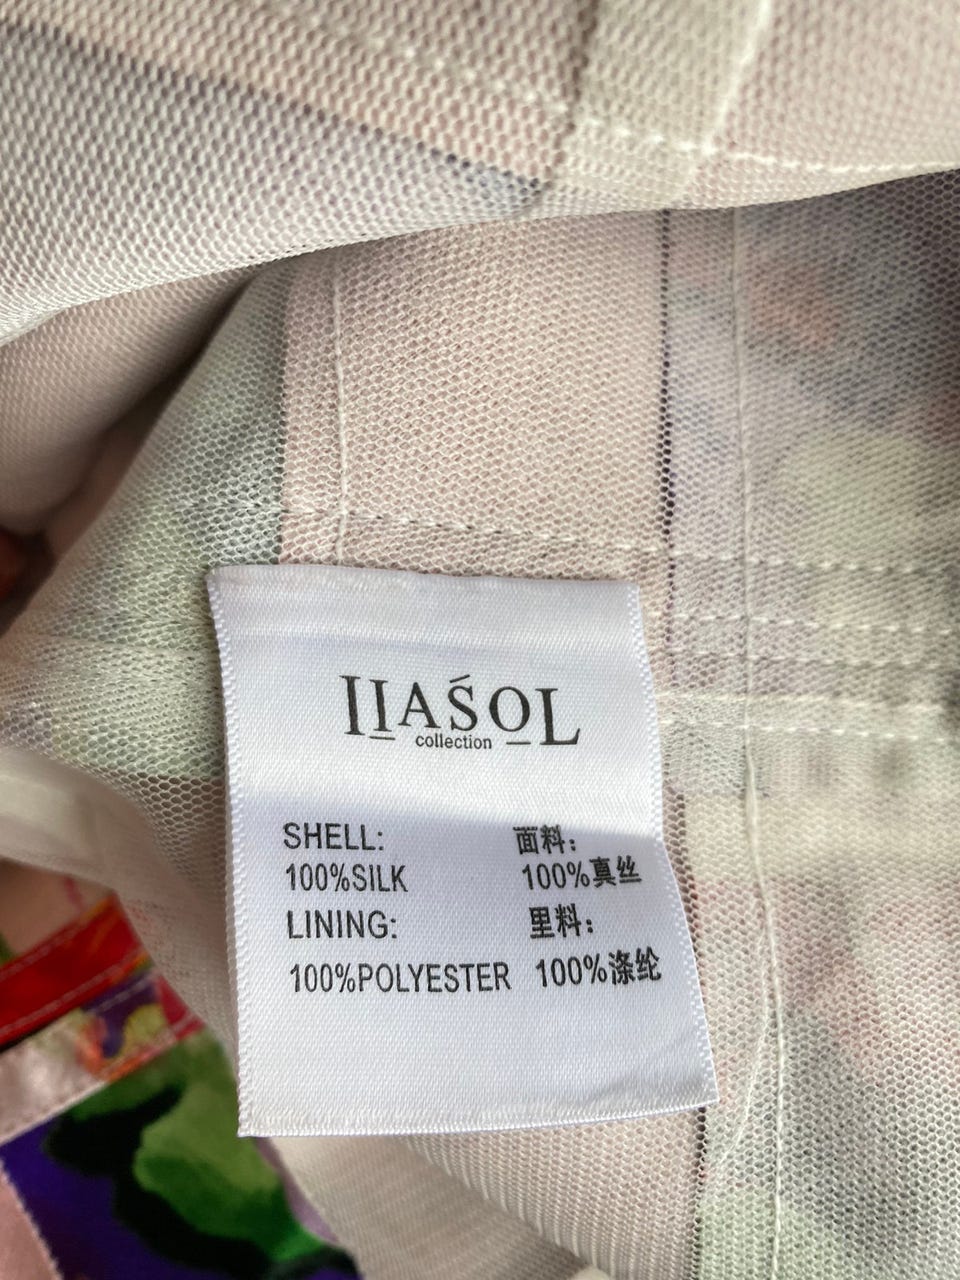 IIAŚOL
collection
SHELL: 面料:
100%SILK 100%真丝
LINING: 里料:
100%POLYESTER 100%涤纶